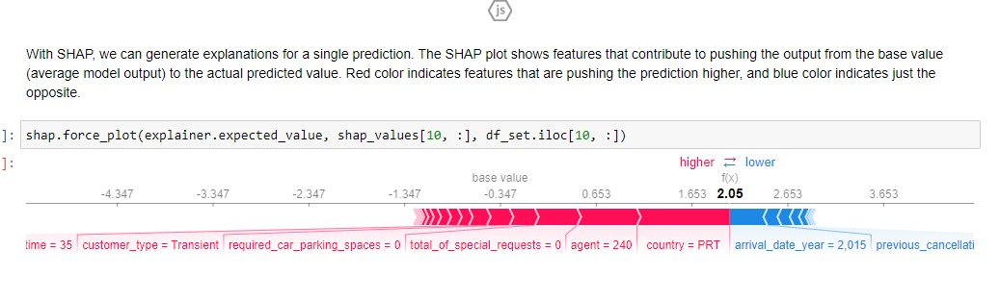 js
With SHAP, we can generate explanations for a single prediction. The SHAP plot shows features that contribute to pushing the output from the base value
(average model output) to the actual predicted value. Red color indicates features that are pushing the prediction higher, and blue color indicates just the
opposite.
]: shap.force_plot(explainer.expected_value, shap_values[10, :], df_set.iloc[10, :])
]:
higher ⇄ lower
base value f(x)
-4.347 -3.347 -2.347 -1.347 -0.347 0.653 1.653 2.05 2.653 3.653
time = 35 customer_type = Transient required_car_parking_spaces = 0 total_of_special_requests = 0 agent = 240 country = PRT arrival_date_year = 2,015 previous_cancellati